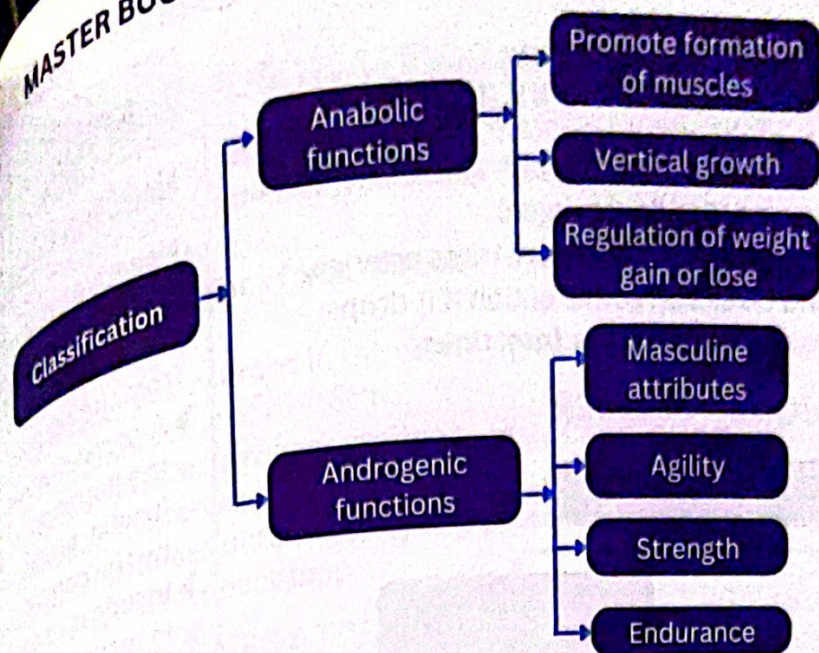 MASTER
Classification
Anabolic
functions
Promote formation
of muscles
Vertical growth
Regulation of weight
gain or lose
Androgenic
functions
Masculine
attributes
Agility
Strength
Endurance